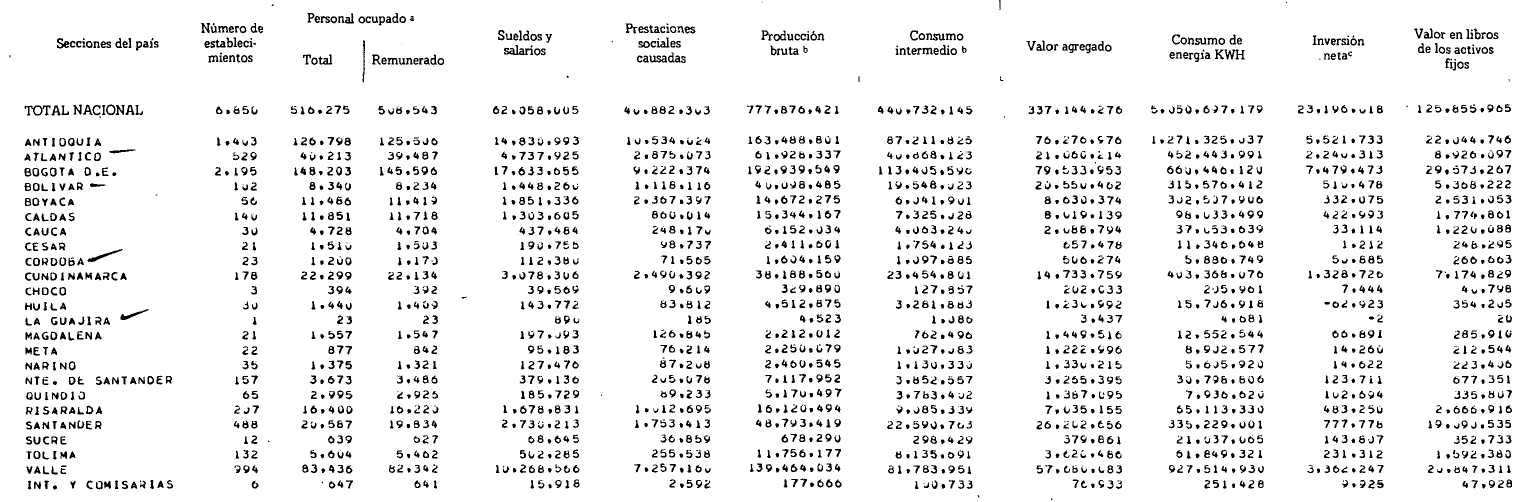 Personal ocupado a
Secciones del país Número de estableci- mientos Total Remunerado Sueldos y salarios Prestaciones sociales causadas Producción bruta b Consumo intermedio b Valor agregado Consumo de energía KWH Inversión neta c Valor en libros de los activos fijos
TOTAL NACIONAL 6.850 516.275 508.543 62.058.005 40.882.303 777.876.421 440.732.145 337.144.276 5.050.697.179 23.196.018 125.855.965
ANTIOQUIA 1.403 126.798 125.506 14.830.993 10.534.024 163.488.801 87.211.825 76.276.976 1.271.325.037 5.521.733 22.044.746
ATLANTICO 529 40.213 39.487 4.737.925 2.875.073 61.928.337 40.868.123 21.060.214 452.443.991 2.240.313 8.926.097
BOGOTA D.E. 2.195 148.203 145.596 17.633.655 9.222.374 192.939.549 113.405.596 79.533.953 660.446.120 7.479.473 29.573.267
BOLIVAR 102 8.340 8.234 1.448.260 1.118.116 40.098.485 19.548.023 20.550.462 315.576.412 510.478 5.368.222
BOYACA 56 11.486 11.419 1.851.336 2.367.397 14.672.275 6.041.901 8.630.374 302.507.906 332.075 2.531.053
CALDAS 140 11.851 11.718 1.303.605 860.014 15.344.167 7.325.028 8.019.139 98.033.499 422.993 1.774.861
CAUCA 30 4.728 4.704 437.484 248.170 6.152.034 4.063.240 2.088.794 37.053.639 33.114 1.220.088
CESAR 21 1.510 1.503 190.755 98.737 2.411.601 1.754.123 657.478 11.346.648 1.212 248.295
CORDOBA 23 1.200 1.170 112.380 71.565 1.604.159 1.097.885 506.274 5.886.749 50.885 266.663
CUNDINAMARCA 178 22.299 22.134 3.078.306 2.490.392 38.188.560 23.454.801 14.733.759 403.368.076 1.328.726 7.174.829
CHOCO 3 394 392 39.569 9.609 329.890 127.857 202.033 205.961 7.444 40.798
HUILA 30 1.440 1.409 143.772 83.812 4.512.875 3.281.883 1.230.992 15.706.918 -62.923 354.205
LA GUAJIRA 1 23 23 890 185 4.523 1.086 3.437 4.681 -2 20
MAGDALENA 21 1.557 1.547 197.093 126.845 2.212.012 762.496 1.449.516 12.552.544 66.891 285.910
META 22 877 842 95.183 76.214 2.250.079 1.027.083 1.222.996 8.902.577 14.260 212.544
NARINO 35 1.375 1.321 127.476 87.208 2.460.545 1.130.330 1.330.215 5.605.920 14.622 223.406
NTE. DE SANTANDER 157 3.673 3.486 379.136 205.078 7.117.952 3.852.557 3.265.395 30.798.806 123.711 677.351
QUINDIO 65 2.995 2.925 185.729 89.233 5.170.497 3.783.402 1.387.095 7.936.620 102.694 335.807
RISARALDA 207 16.400 16.220 1.678.831 1.012.695 16.120.494 9.085.339 7.035.155 65.113.330 483.250 2.666.916
SANTANDER 488 20.587 19.834 2.730.213 1.753.413 48.793.419 22.590.763 26.202.656 335.229.001 777.778 19.090.535
SUCRE 12 639 627 68.645 36.859 678.290 298.429 379.861 21.037.065 143.807 352.733
TOLIMA 132 5.604 5.462 502.285 255.538 11.756.177 8.135.691 3.620.486 61.849.321 231.312 1.592.380
VALLE 994 83.436 82.342 10.268.566 7.257.160 139.464.034 81.783.951 57.680.083 927.514.930 3.362.247 20.847.311
INT. Y COMISARIAS 6 647 641 15.918 2.592 177.666 100.733 76.933 251.428 9.925 47.928